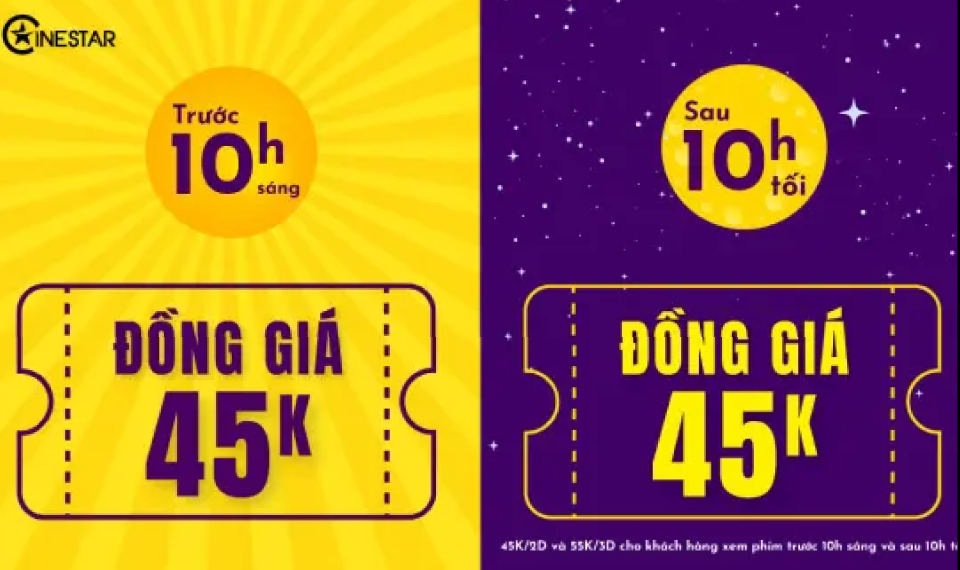 CINESTAR
Trước
10h
sáng
ĐỒNG GIÁ
45K
Sau
10h
tối
ĐỒNG GIÁ
45K
45K/2D và 55K/3D cho khách hàng xem phim trước 10h sáng và sau 10h